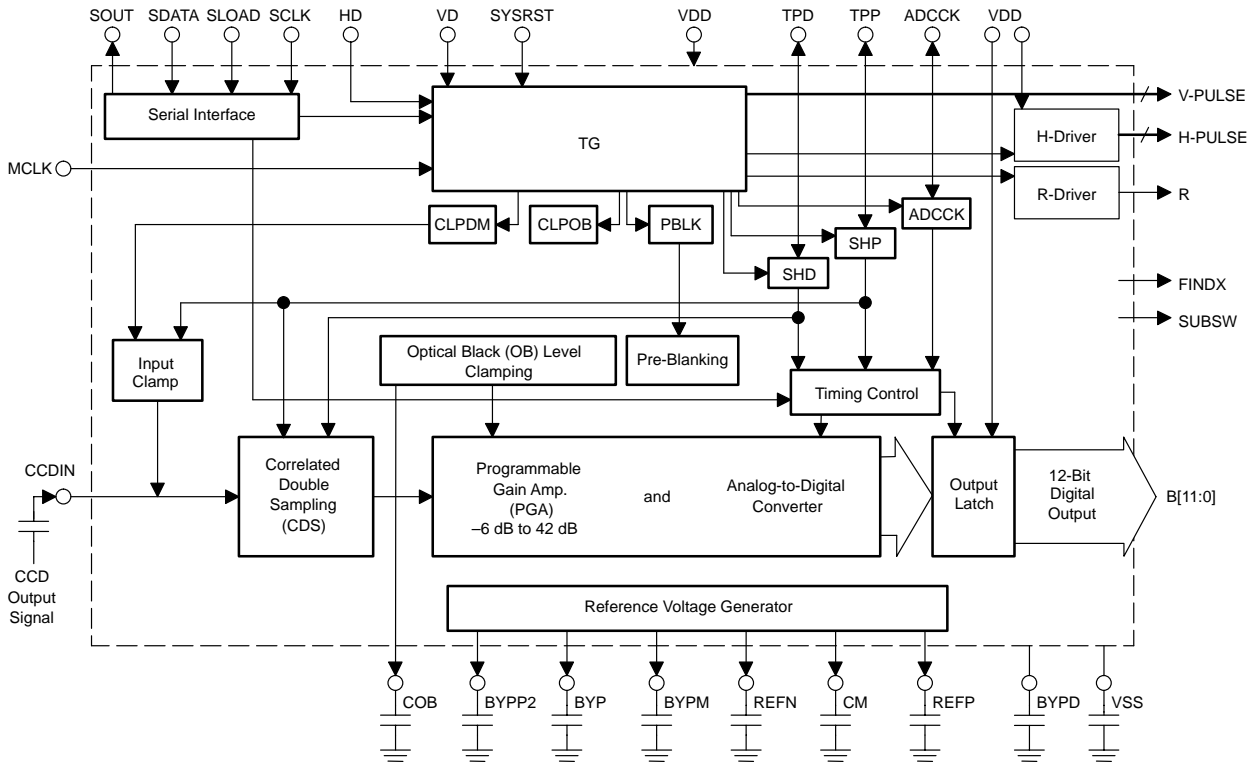 SOUT
SDATA
SLOAD
SCLK
HD
VD
SYSRST
VDD
TPD
TPP
ADCCK
VDD
Serial Interface
TG
V-PULSE
H-Driver
H-PULSE
MCLK
R-Driver
R
CLPDM
CLPOB
PBLK
ADCCK
SHP
SHD
FINDX
SUBSW
Input
Clamp
Optical Black (OB) Level
Clamping
Pre-Blanking
Timing Control
CCDIN
Correlated
Double
Sampling
(CDS)
Programmable
Gain Amp.
(PGA)
–6 dB to 42 dB
and
Analog-to-Digital
Converter
Output
Latch
12-Bit
Digital
Output
B[11:0]
CCD
Output
Signal
Reference Voltage Generator
COB
BYPP2
BYP
BYPM
REFN
CM
REFP
BYPD
VSS